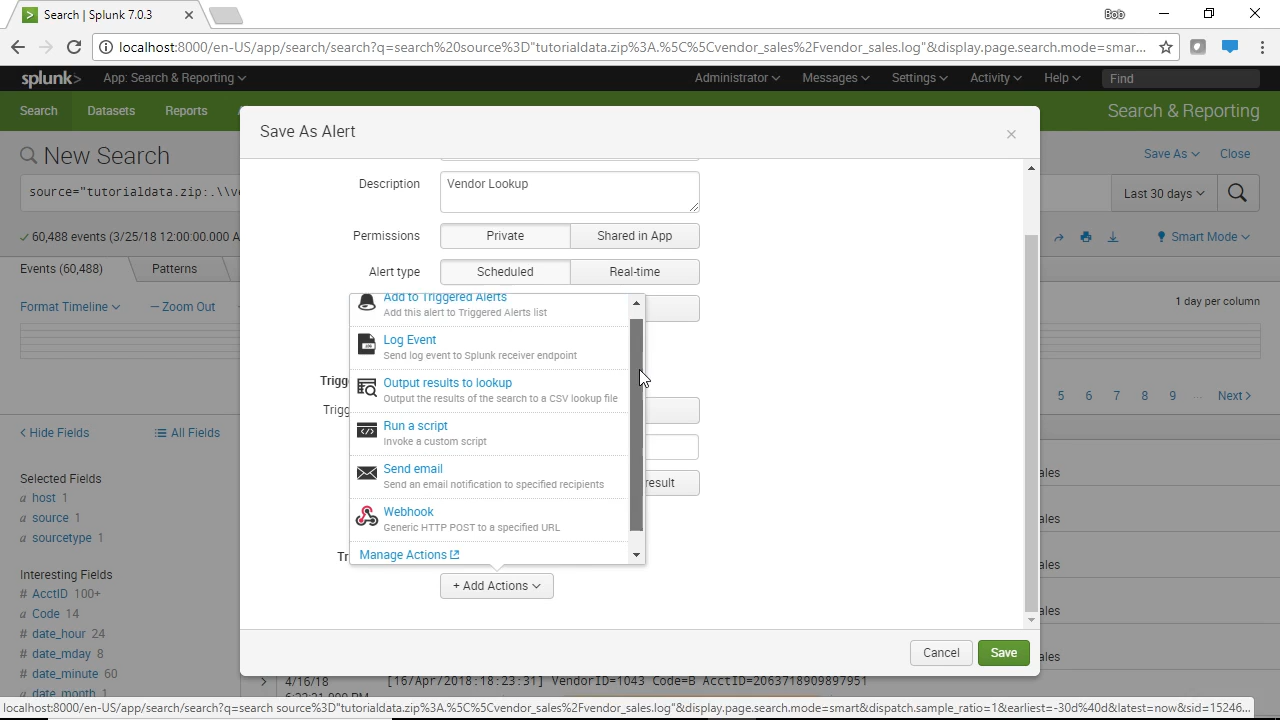 Search | Splunk 7.0.3
Bob
localhost:8000/en-US/app/search/search?q=search%20source%3D"tutorialdata.zip%3A.%5C%5Cvendor_sales%2Fvendor_sales.log"&display.page.search.mode=smar...
splunk> App: Search & Reporting Administrator Messages Settings Activity Help Find
Search Datasets Reports Search & Reporting
Save As Alert
New Search Save As Close
Description Vendor Lookup
source="tutorialdata.zip:.\\v Last 30 days
Permissions Private Shared in App
60,488 events (3/25/18 12:00:00.000 A Smart Mode
Events (60,488) Patterns
Alert type Scheduled Real-time
Format Timeline — Zoom Out 1 day per column
Add to Triggered Alerts
Add this alert to Triggered Alerts list
Log Event
Send log event to Splunk receiver endpoint
Trigg
Output results to lookup
Output the results of the search to a CSV lookup file
5 6 7 8 9 ... Next >
Trigg
Run a script
Invoke a custom script
< Hide Fields All Fields
Send email
Send an email notification to specified recipients
result
ales
Selected Fields
a host 1
a source 1
a sourcetype 1
Webhook
Generic HTTP POST to a specified URL
ales
Tr
Manage Actions
ales
+ Add Actions
Interesting Fields
# AcctID 100+
a Code 14
# date_hour 24
# date_mday 8
# date_minute 60
a date_month 1
ales
ales
Cancel Save
> 4/16/18 [16/Apr/2018:18:23:31] VendorID=1043 Code=B AcctID=2063718909897951
localhost:8000/en-US/app/search/search?q=search source%3D"tutorialdata.zip%3A.%5C%5Cvendor_sales%2Fvendor_sales.log"&display.page.search.mode=smart&dispatch.sample_ratio=1&earliest=-30d%40d&latest=now&sid=15246...